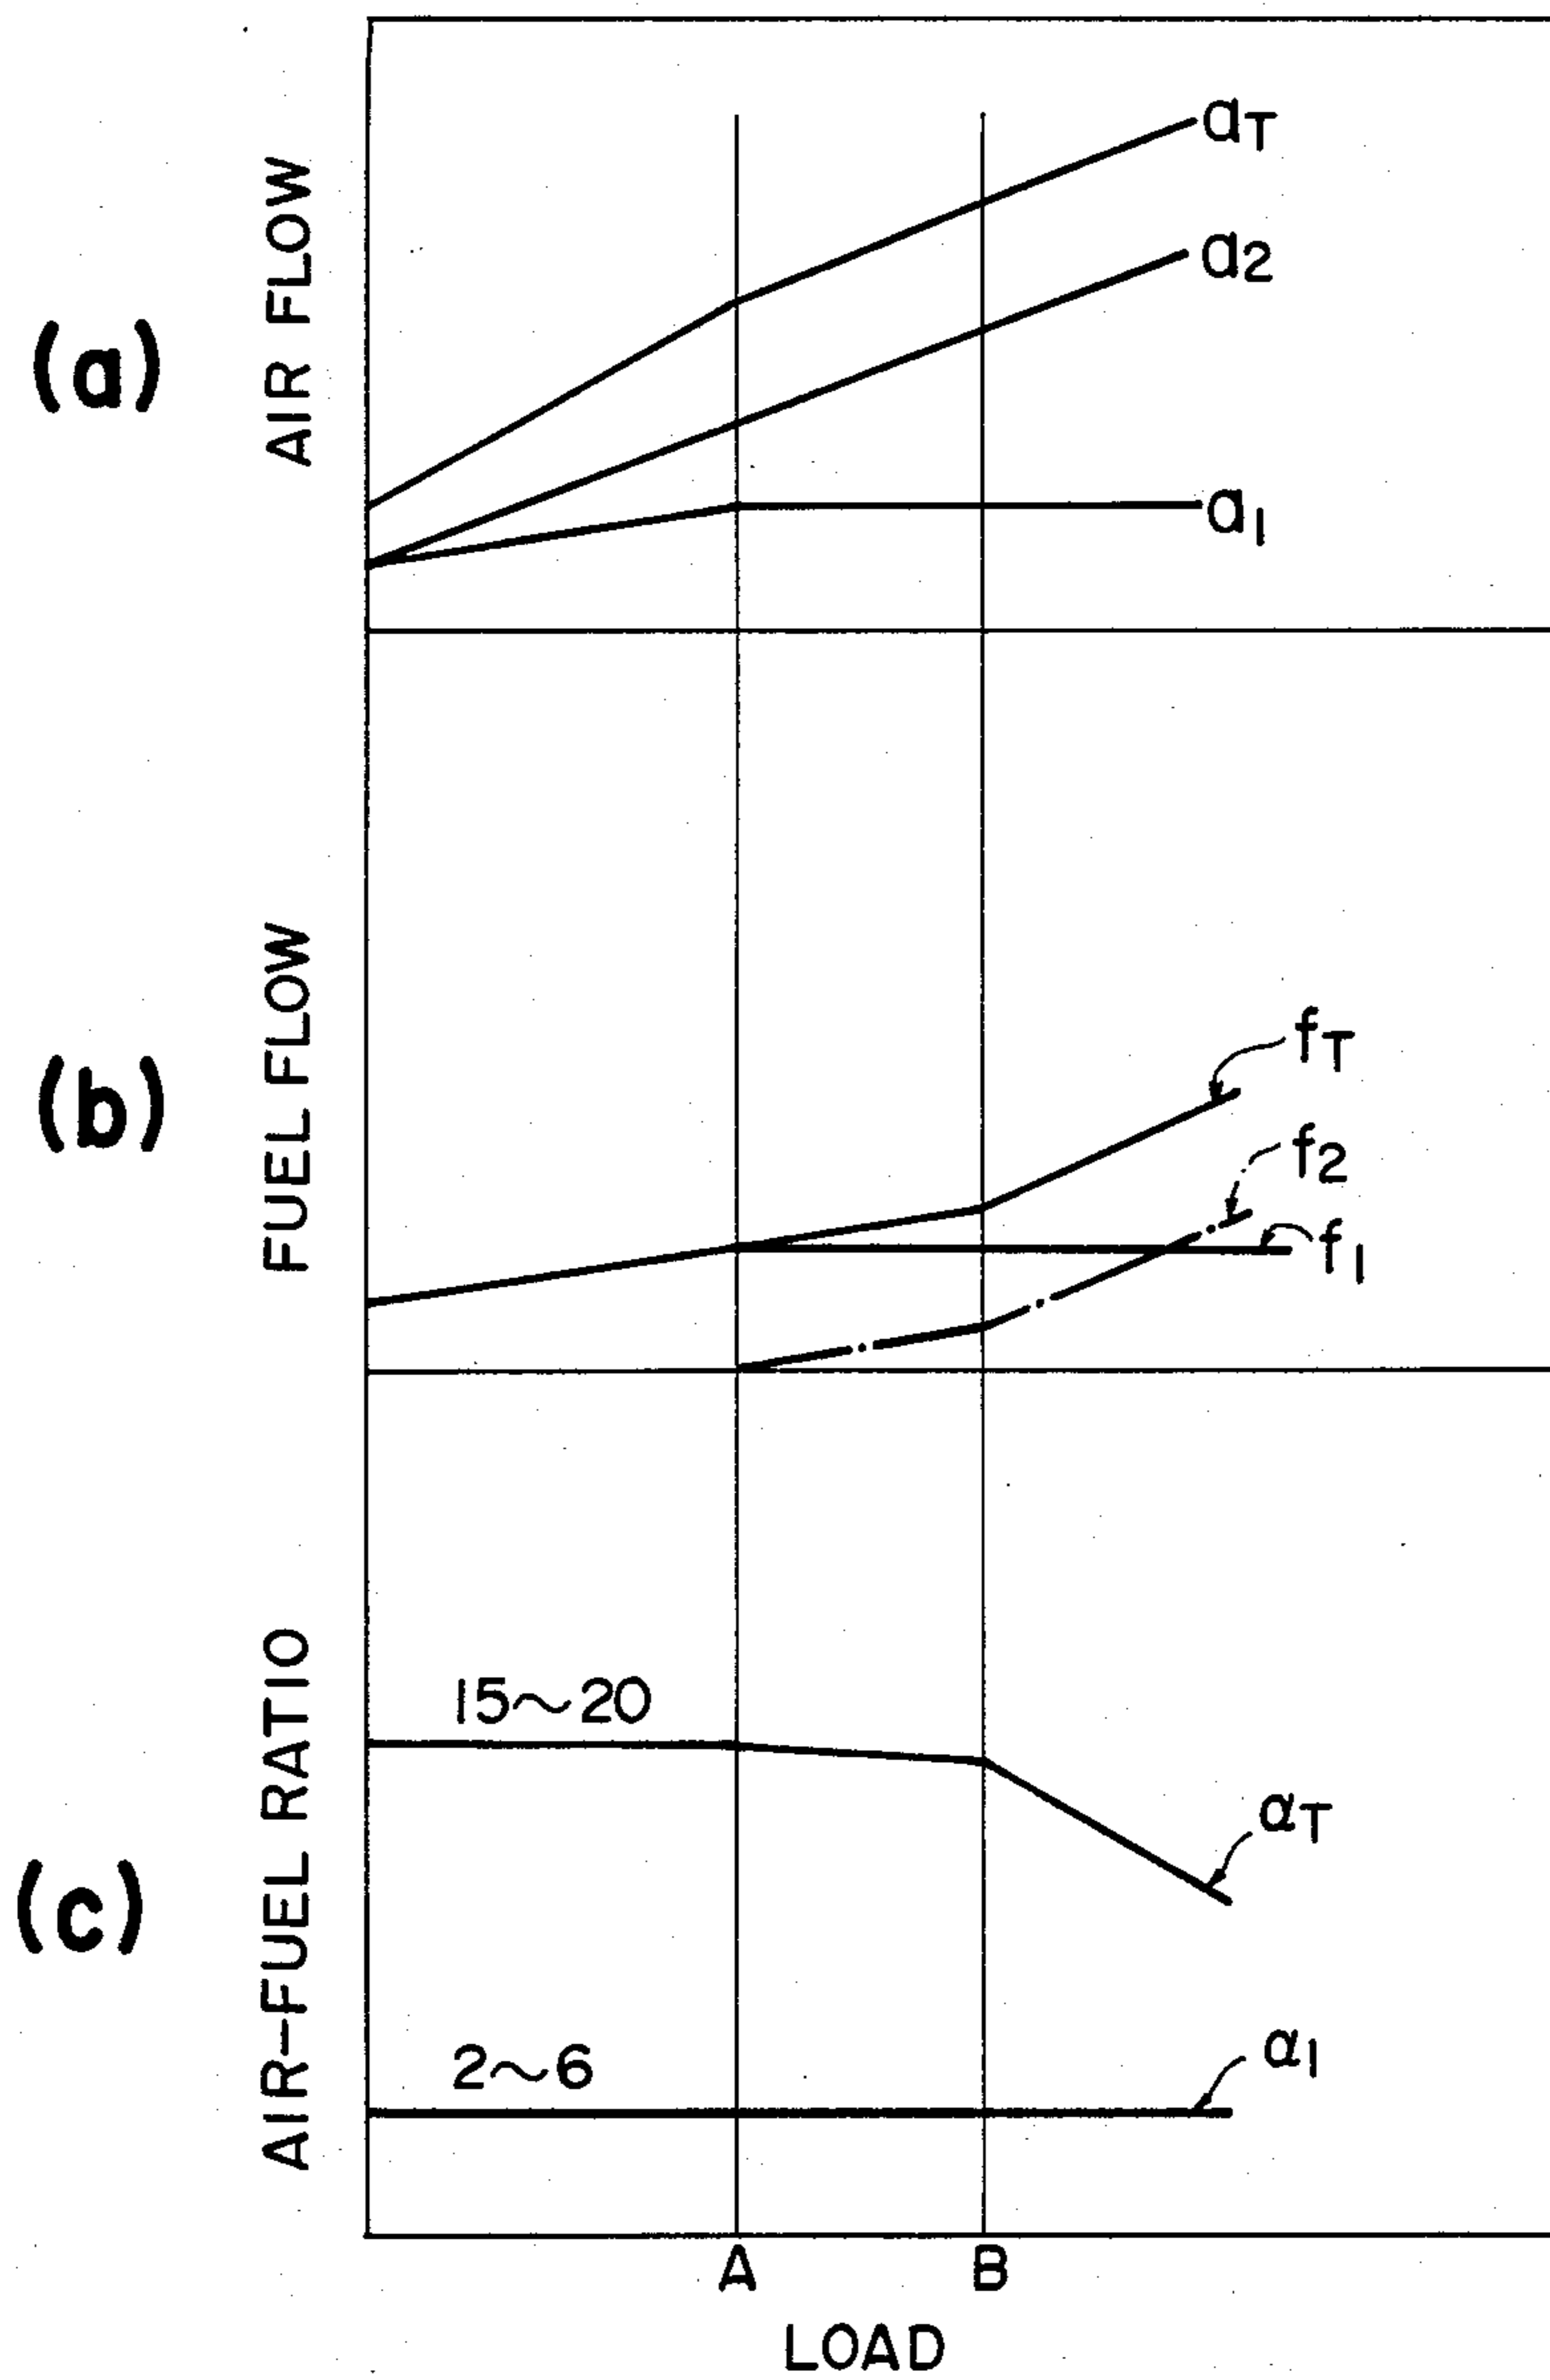 (a)
AIR FLOW
aT
a2
a1
(b)
FUEL FLOW
fT
f2
f1
(c)
AIR-FUEL RATIO
15~20
αT
2~6
α1
A
B
LOAD